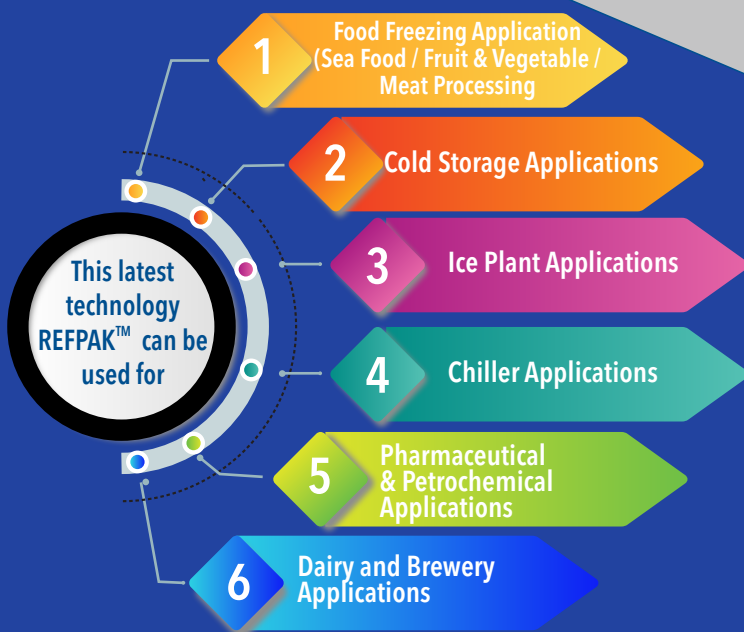 This latest
technology
REFPAK™ can be
used for
1
Food Freezing Application
(Sea Food / Fruit & Vegetable /
Meat Processing
2
Cold Storage Applications
3
Ice Plant Applications
4
Chiller Applications
5
Pharmaceutical
& Petrochemical
Applications
6
Dairy and Brewery
Applications